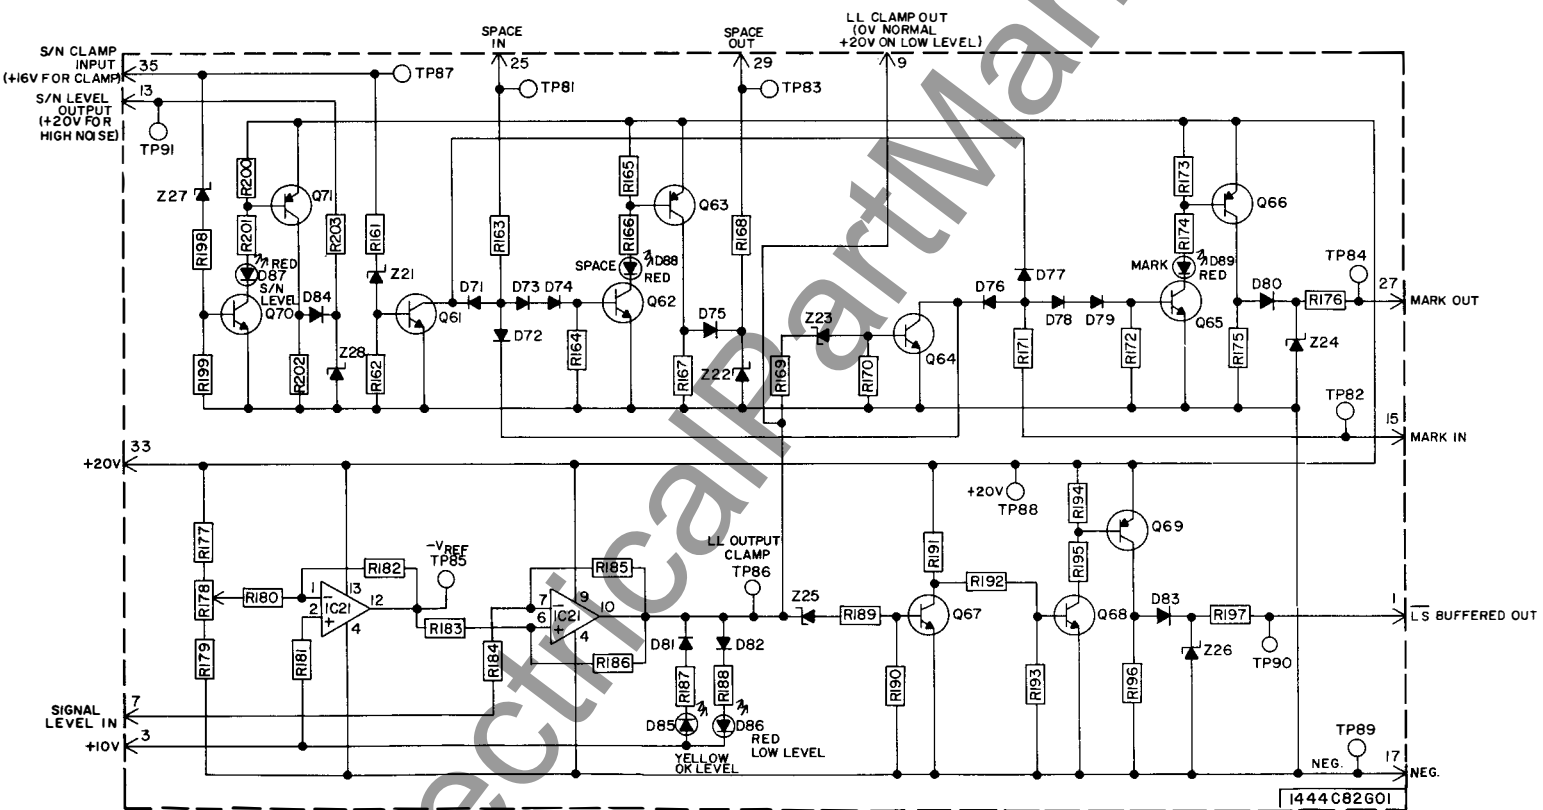 LL CLAMP OUT
(0V NORMAL
+20V ON LOW LEVEL)
SPACE
IN
SPACE
OUT
S/N CLAMP
INPUT
(+16V FOR CLAMP)
35
25
29
9
TP87
TP81
TP83
S/N LEVEL
OUTPUT
(+20V FOR
HIGH NOISE)
13
TP91
R200
R165
R173
Z27
Q71
Q63
Q66
R198
R201
R203
R161
R163
R166
R168
R174
RED
D87
S/N
LEVEL
Z21
SPACE
D88
RED
D77
MARK
D89
RED
TP84
D84
D71
D73
D74
D76
D80
27
MARK OUT
Q70
Q61
D72
Q62
D75
Z23
Q64
D78
D79
Q65
R176
R199
R202
Z28
R162
R164
R167
Z22
R169
R170
R171
R172
R175
Z24
TP82
15
MARK IN
33
+20V
+20V
TP88
R177
R194
Q69
R178
R180
R182
-VREF
TP85
R185
LL OUTPUT
CLAMP
TP86
R191
R192
R195
1
2
13
12
4
IC21
-
+
R183
7
6
9
10
4
IC21
-
+
Z25
R189
Q67
Q68
D83
R197
1
LS BUFFERED OUT
R179
R181
R184
R186
D81
D82
R187
R188
R190
R193
R196
Z26
TP90
7
SIGNAL
LEVEL IN
3
+10V
D85
D86
RED
LOW LEVEL
YELLOW
OK LEVEL
TP89
NEG.
17
NEG.
1444C82G01
ectricalPartMan